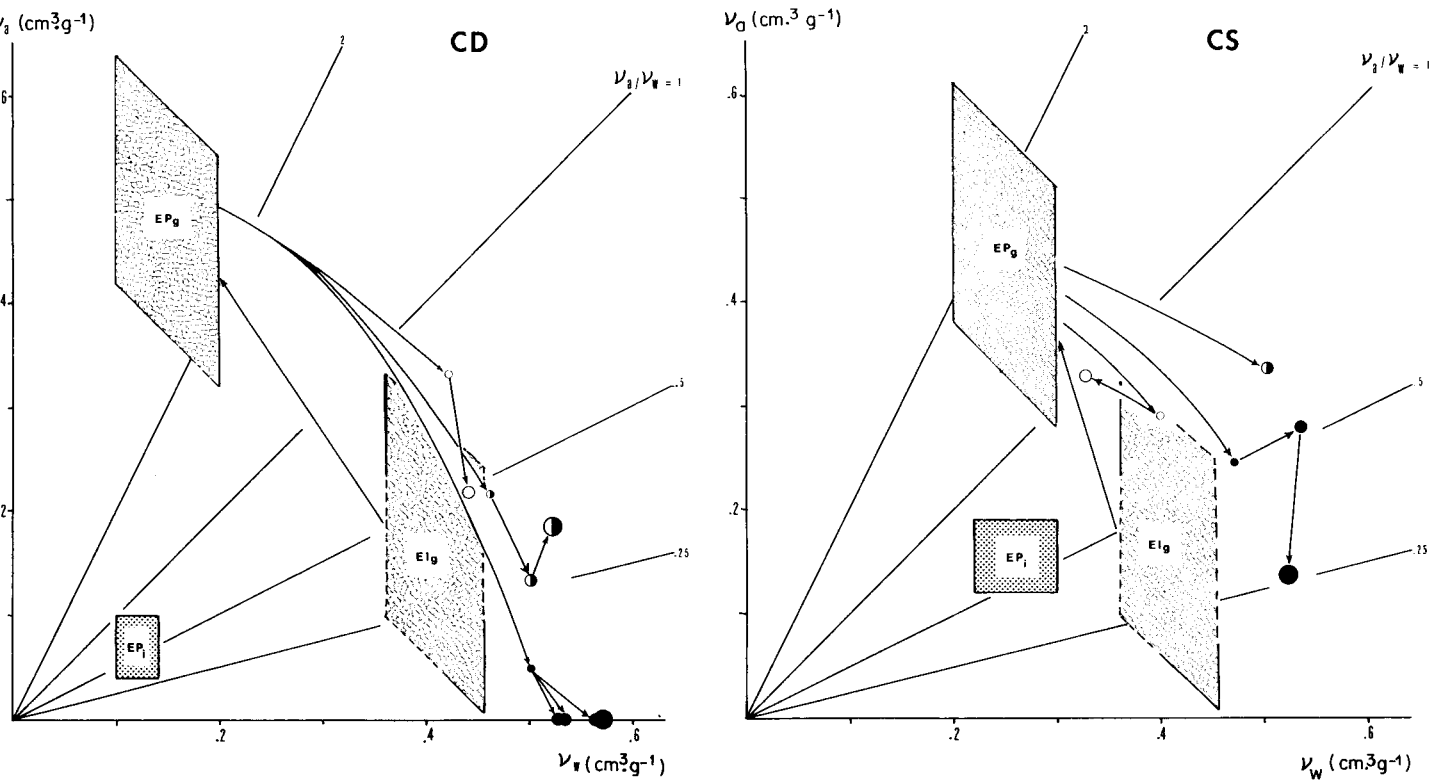 νa (cm³g⁻¹)
CD
2
νa/νw = 1
.6
EPg
.4
.5
.2
EIg
.25
EPi
.2
.4
.6
νw (cm³g⁻¹)
νa (cm.³ g⁻¹)
CS
2
νa/νw = 1
.6
EPg
.4
.5
.2
EPi
EIg
.25
.2
.4
.6
νw (cm.³g⁻¹)